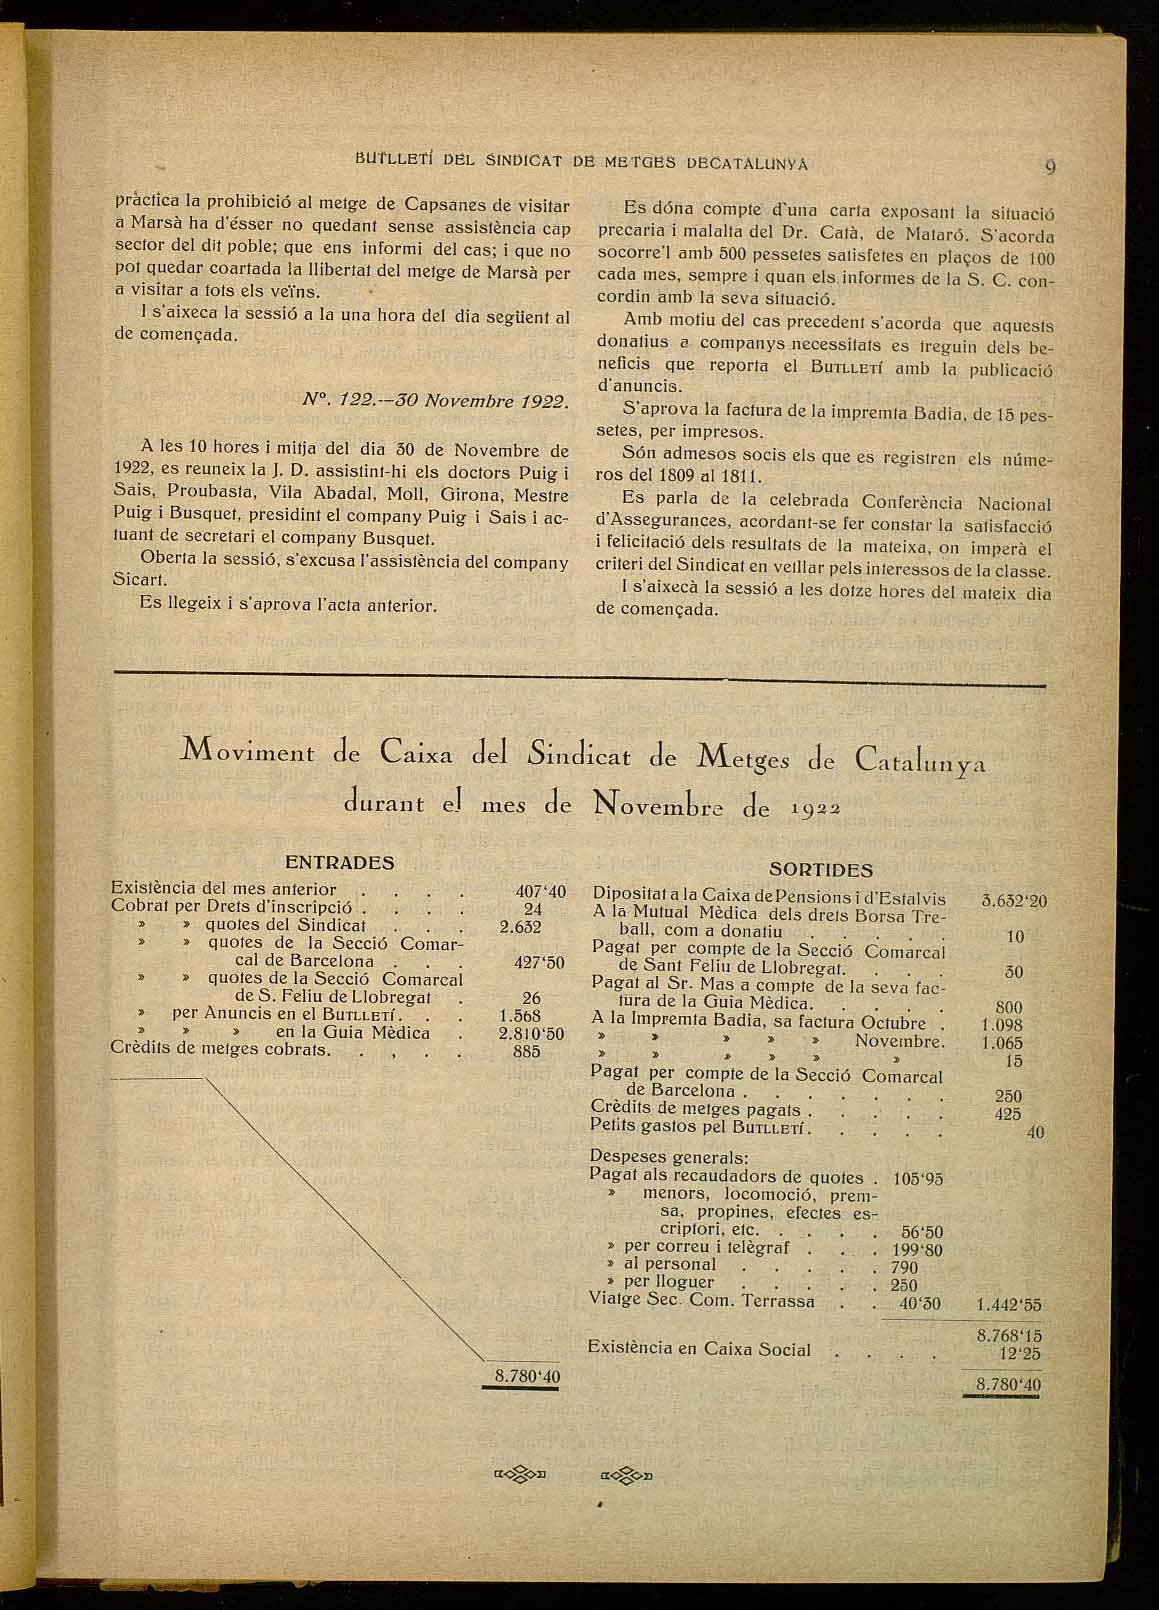 BUTLLETÍ DEL SINDICAT DE METGES DECATALUNYA
9
pràctica la prohibició al metge de Capsanes de visitar
a Marsà ha d'ésser no quedant sense assistència cap
sector del dit poble; que ens informi del cas; i que no
pot quedar coartada la llibertat del metge de Marsà per
a visitar a tots els veïns.
I s'aixeca la sessió a la una hora del dia següent al
de començada.
Nº. 122.—30 Novembre 1922.
A les 10 hores i mitja del dia 30 de Novembre de
1922, es reuneix la J. D. assistint-hi els doctors Puig i
Sais, Proubasta, Vila Abadal, Moll, Girona, Mestre
Puig i Busquet, presidint el company Puig i Sais i ac-
tuant de secretari el company Busquet.
Oberta la sessió, s'excusa l'assistència del company
Sicart.
Es llegeix i s'aprova l'acta anterior.
Es dóna compte d'una carta exposant la situació
precaria i malalta del Dr. Catà, de Mataró. S'acorda
socorre'l amb 500 pessetes satisfetes en plaços de 100
cada mes, sempre i quan els informes de la S. C. con-
cordin amb la seva situació.
Amb motiu del cas precedent s'acorda que aquests
donatius a companys necessitats es treguin dels be-
neficis que reporta el BUTLLETÍ amb la publicació
d'anuncis.
S'aprova la factura de la impremta Badia, de 15 pes-
setes, per impresos.
Són admesos socis els que es registren els núme-
ros del 1809 al 1811.
Es parla de la celebrada Conferència Nacional
d'Assegurances, acordant-se fer constar la satisfacció
i felicitació dels resultats de la mateixa, on imperà el
criteri del Sindicat en vetllar pels interessos de la classe.
I s'aixecà la sessió a les dotze hores del mateix dia
de començada.
Moviment de Caixa del Sindicat de Metges de Catalunya
durant el mes de Novembre de 1922
ENTRADES
Existència del mes anterior . . . . 407'40
Cobrat per Drets d'inscripció . . . . 24
» » quotes del Sindicat . . . 2.632
» » quotes de la Secció Comar-
cal de Barcelona . . . 427'50
» » quotes de la Secció Comarcal
de S. Feliu de Llobregat . 26
» per Anuncis en el BUTLLETÍ. . . 1.568
» » » en la Guia Mèdica . 2.810'50
Crèdits de metges cobrats. . , . . 885
8.780'40
SORTIDES
Dipositat a la Caixa de Pensions i d'Estalvis 3.632'20
A la Mutual Mèdica dels drets Borsa Tre-
ball, com a donatiu . . . . . 10
Pagat per compte de la Secció Comarcal
de Sant Feliu de Llobregat. . . . 30
Pagat al Sr. Mas a compte de la seva fac-
tura de la Guia Mèdica. . . . . 800
A la Impremta Badia, sa factura Octubre . 1.098
» » » » » Novembre. 1.065
» » » » » » 15
Pagat per compte de la Secció Comarcal
de Barcelona . . . . . . . 250
Crèdits de metges pagats . . . . . 425
Petits gastos pel BUTLLETÍ. . . . . 40
Despeses generals:
Pagat als recaudadors de quotes . 105'95
» menors, locomoció, prem-
sa, propines, efectes es-
criptori, etc. . . . . 56'50
» per correu i telègraf . . . 199'80
» al personal . . . . . 790
» per lloguer . . . . . 250
Viatge Sec. Com. Terrassa . . 40'30 1.442'55
8.768'15
Existència en Caixa Social . . . . 12'25
8.780'40